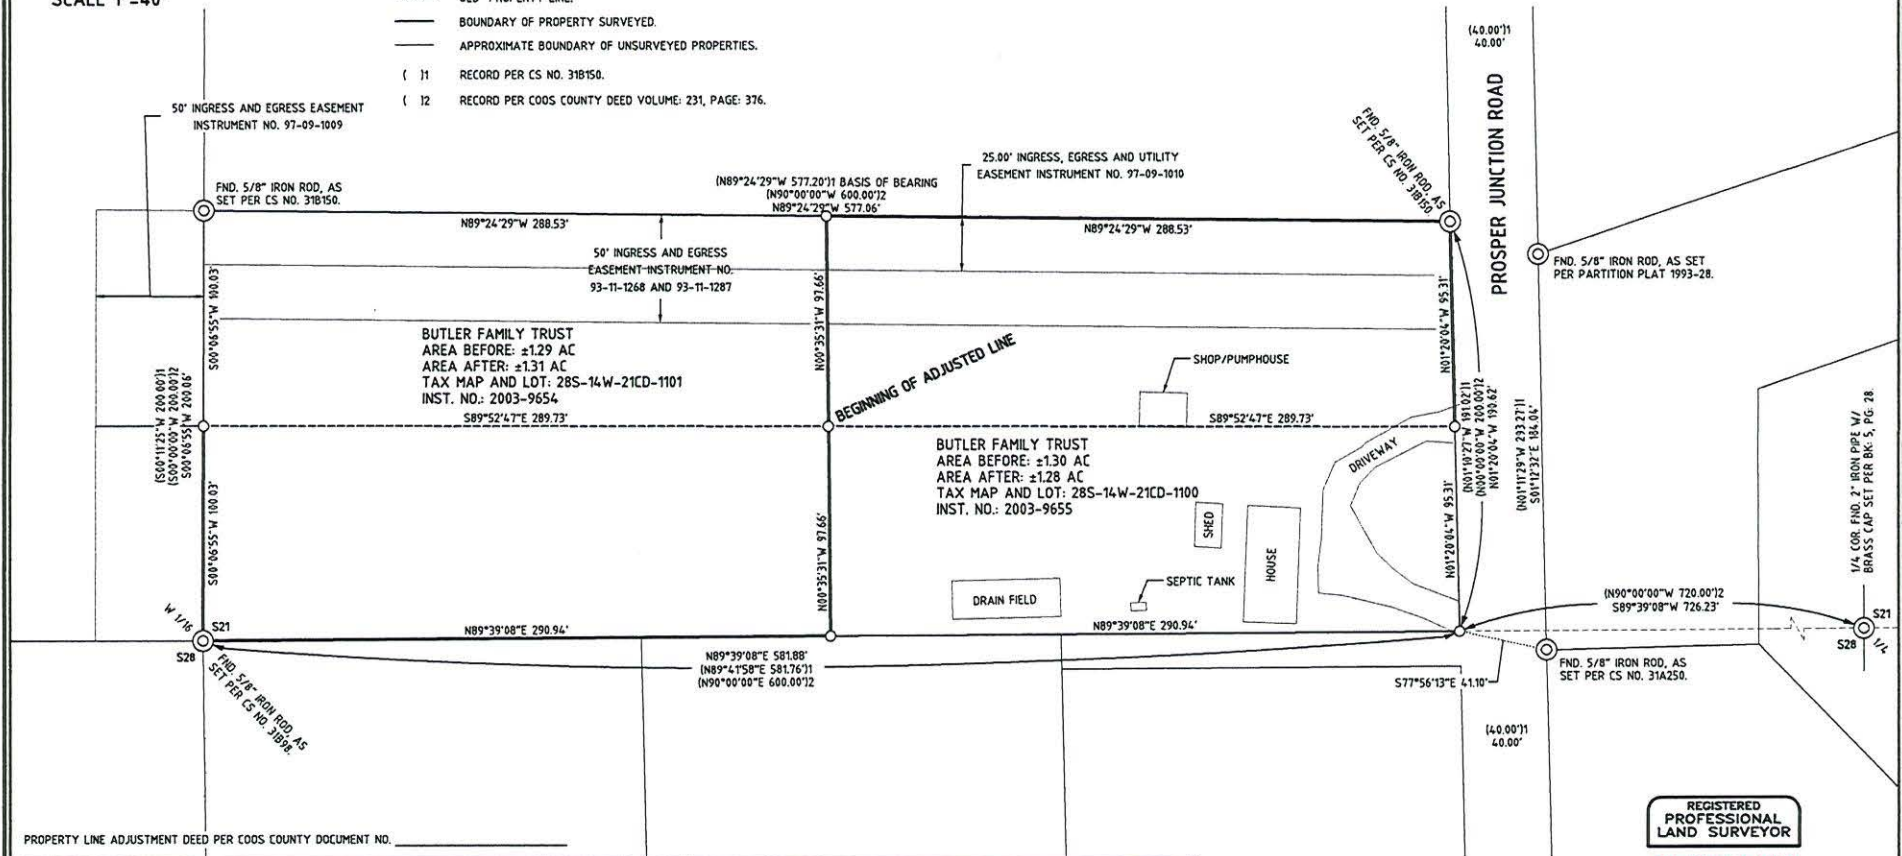 SCALE 1"=40'
BOUNDARY OF PROPERTY SURVEYED.
APPROXIMATE BOUNDARY OF UNSURVEYED PROPERTIES.
( )1 RECORD PER CS NO. 31B150.
( )2 RECORD PER COOS COUNTY DEED VOLUME: 231, PAGE: 376.
50' INGRESS AND EGRESS EASEMENT
INSTRUMENT NO. 97-09-1009
FND. 5/8" IRON ROD, AS
SET PER CS NO. 31B150.
(N89°24'29"W 577.20')1 BASIS OF BEARING
(N90°00'00"W 600.00')2
N89°24'29"W 577.06'
25.00' INGRESS, EGRESS AND UTILITY
EASEMENT INSTRUMENT NO. 97-09-1010
FND. 5/8" IRON ROD, AS
SET PER CS NO. 31B150.
(40.00')1
40.00'
PROSPER JUNCTION ROAD
N89°24'29"W 288.53'
N89°24'29"W 288.53'
50' INGRESS AND EGRESS
EASEMENT INSTRUMENT NO.
93-11-1268 AND 93-11-1287
FND. 5/8" IRON ROD, AS SET
PER PARTITION PLAT 1993-28.
S00°06'55"W 100.03'
N00°35'31"W 97.66'
N01°20'04"W 95.31'
BUTLER FAMILY TRUST
AREA BEFORE: ±1.29 AC
AREA AFTER: ±1.31 AC
TAX MAP AND LOT: 28S-14W-21CD-1101
INST. NO.: 2003-9654
BEGINNING OF ADJUSTED LINE
SHOP/PUMPHOUSE
(S00°11'25"W 200.00')1
(S00°00'00"W 200.00')2
S00°06'55"W 200.06'
S89°52'47"E 289.73'
S89°52'47"E 289.73'
(N01°10'27"W 191.02')1
(N00°00'00"W 200.00')2
N01°20'04"W 190.62'
(N01°11'29"W 293.27')1
S01°12'32"E 184.04'
1/4 COR. FND. 2" IRON PIPE W/
BRASS CAP SET PER BK: 5, PG: 28.
BUTLER FAMILY TRUST
AREA BEFORE: ±1.30 AC
AREA AFTER: ±1.28 AC
TAX MAP AND LOT: 28S-14W-21CD-1100
INST. NO.: 2003-9655
DRIVEWAY
S00°06'55"W 100.03'
N00°35'31"W 97.66'
SHED
HOUSE
N01°20'04"W 95.31'
SEPTIC TANK
DRAIN FIELD
(N90°00'00"W 720.00')2
S89°39'08"W 726.23'
W 1/16
S21
S28
S21
S28
1/4
N89°39'08"E 290.94'
N89°39'08"E 290.94'
N89°39'08"E 581.88'
(N89°41'58"E 581.76')1
(N90°00'00"E 600.00')2
FND. 5/8" IRON ROD, AS
SET PER CS NO. 31B98.
S77°56'13"E 41.10'
FND. 5/8" IRON ROD, AS
SET PER CS NO. 31A250.
(40.00')1
40.00'
REGISTERED
PROFESSIONAL
LAND SURVEYOR
PROPERTY LINE ADJUSTMENT DEED PER COOS COUNTY DOCUMENT NO.